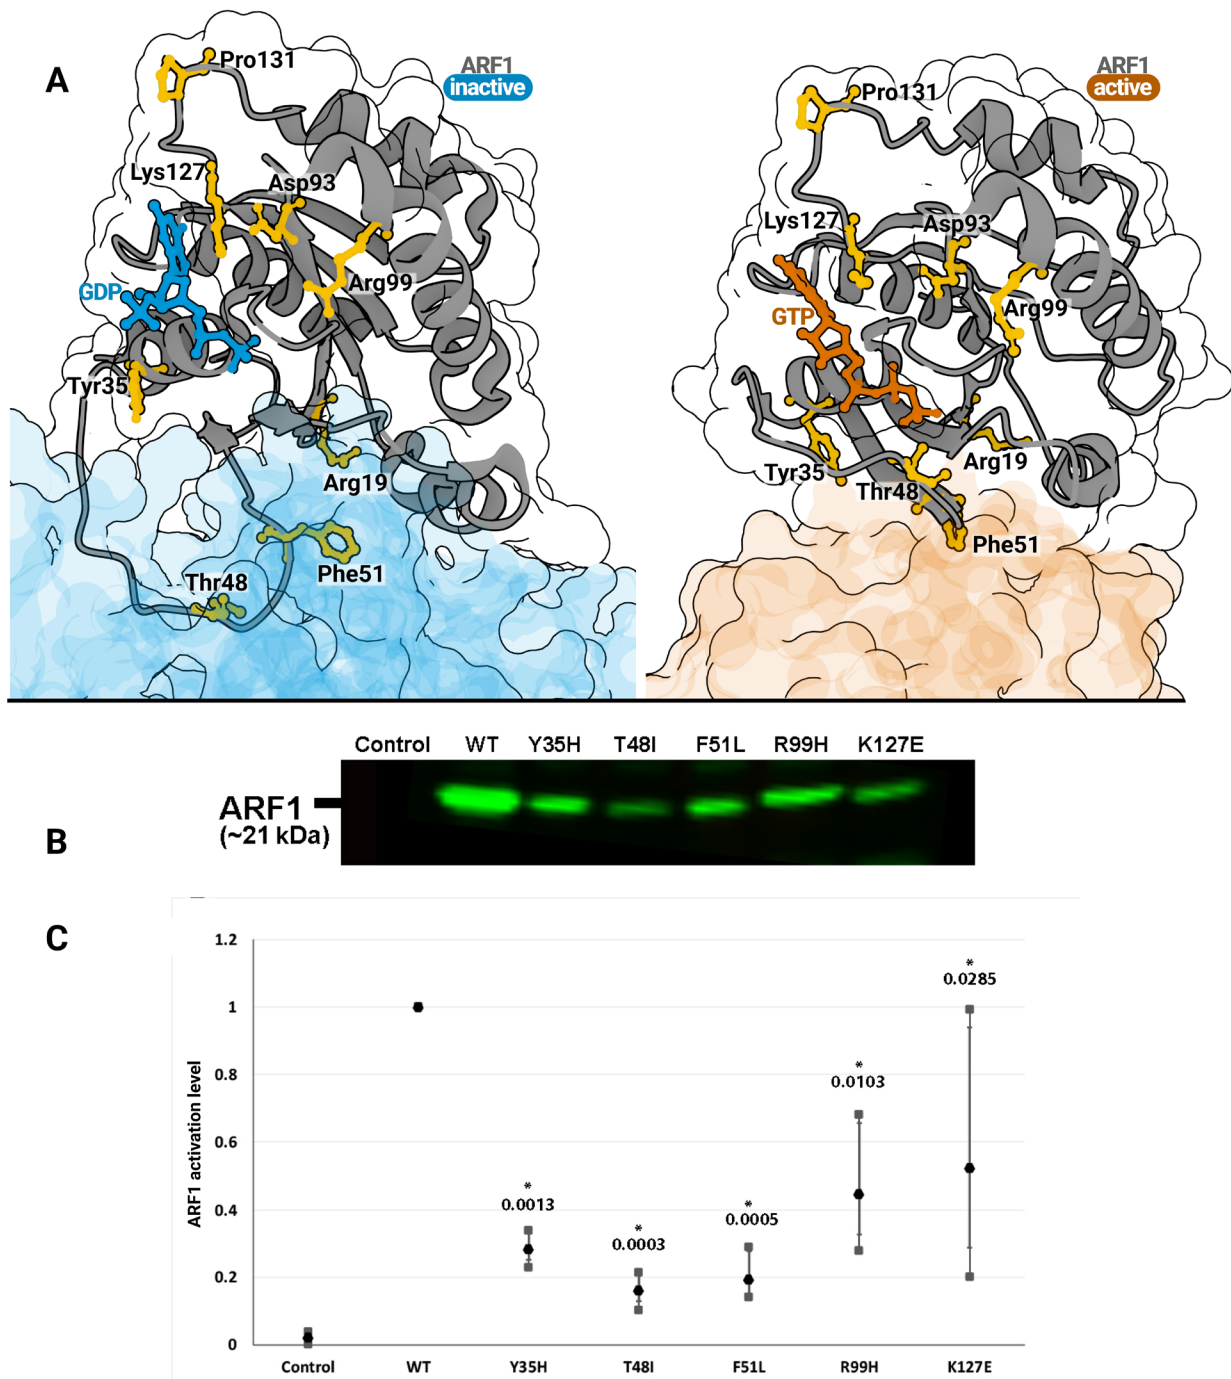 A
ARF1
inactive
Pro131
Lys127
Asp93
Arg99
GDP
Tyr35
Arg19
Thr48
Phe51
ARF1
active
Pro131
Lys127
Asp93
GTP
Arg99
Tyr35
Thr48
Arg19
Phe51
B
Control WT Y35H T48I F51L R99H K127E
ARF1
(~21 kDa)
C
ARF1 activation level
1.2
1
0.8
0.6
0.4
0.2
0
*
0.0013
*
0.0003
*
0.0005
*
0.0103
*
0.0285
Control WT Y35H T48I F51L R99H K127E